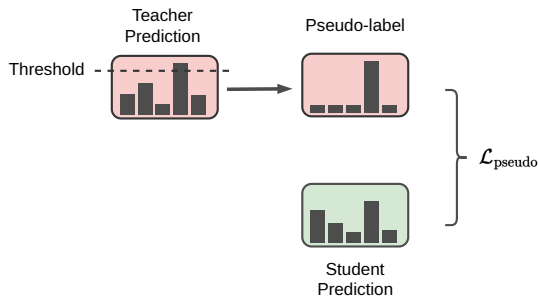 Teacher
Prediction
Pseudo-label
Threshold
ℒpseudo
Student
Prediction